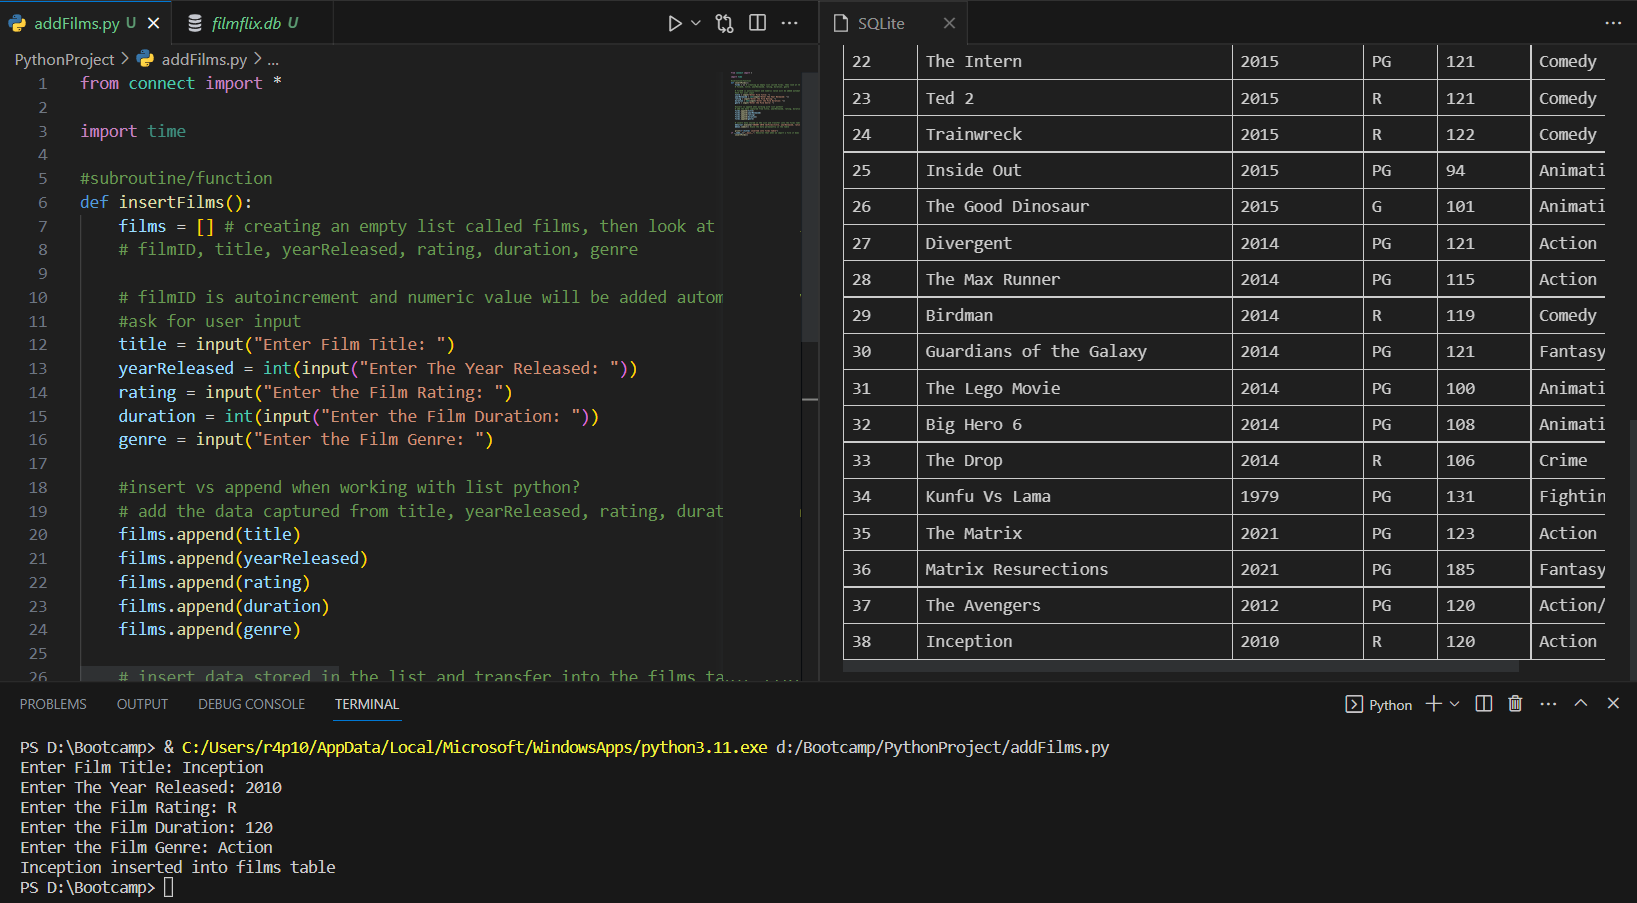 addFilms.py U
filmflix.db U
SQLite
PythonProject > addFilms.py > ...
1 from connect import *
2
3 import time
4
5 #subroutine/function
6 def insertFilms():
7 films = [] # creating an empty list called films, then look at
8 # filmID, title, yearReleased, rating, duration, genre
9
10 # filmID is autoincrement and numeric value will be added autom
11 #ask for user input
12 title = input("Enter Film Title: ")
13 yearReleased = int(input("Enter The Year Released: "))
14 rating = input("Enter the Film Rating: ")
15 duration = int(input("Enter the Film Duration: "))
16 genre = input("Enter the Film Genre: ")
17
18 #insert vs append when working with list python?
19 # add the data captured from title, yearReleased, rating, durat
20 films.append(title)
21 films.append(yearReleased)
22 films.append(rating)
23 films.append(duration)
24 films.append(genre)
25
26 # insert data stored in the list and transfer into the films
22 The Intern 2015 PG 121 Comedy
23 Ted 2 2015 R 121 Comedy
24 Trainwreck 2015 R 122 Comedy
25 Inside Out 2015 PG 94 Animati
26 The Good Dinosaur 2015 G 101 Animati
27 Divergent 2014 PG 121 Action
28 The Max Runner 2014 PG 115 Action
29 Birdman 2014 R 119 Comedy
30 Guardians of the Galaxy 2014 PG 121 Fantasy
31 The Lego Movie 2014 PG 100 Animati
32 Big Hero 6 2014 PG 108 Animati
33 The Drop 2014 R 106 Crime
34 Kunfu Vs Lama 1979 PG 131 Fightin
35 The Matrix 2021 PG 123 Action
36 Matrix Resurections 2021 PG 185 Fantasy
37 The Avengers 2012 PG 120 Action/
38 Inception 2010 R 120 Action
PROBLEMS OUTPUT DEBUG CONSOLE TERMINAL
Python
PS D:\Bootcamp> & C:/Users/r4p10/AppData/Local/Microsoft/WindowsApps/python3.11.exe d:/Bootcamp/PythonProject/addFilms.py
Enter Film Title: Inception
Enter The Year Released: 2010
Enter the Film Rating: R
Enter the Film Duration: 120
Enter the Film Genre: Action
Inception inserted into films table
PS D:\Bootcamp>